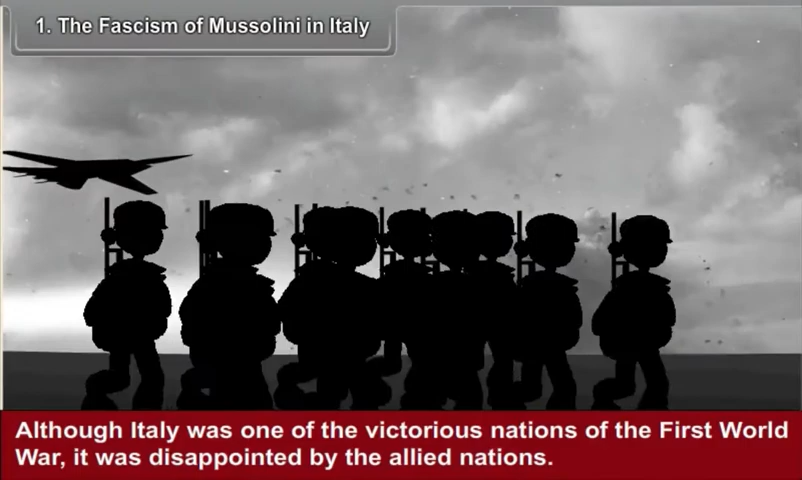 1. The Fascism of Mussolini in Italy
Although Italy was one of the victorious nations of the First World
War, it was disappointed by the allied nations.